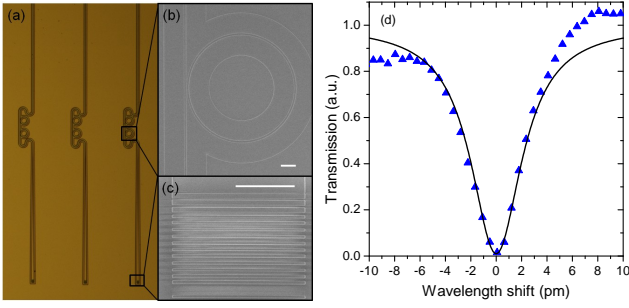 (a)
(b)
(c)
(d)
Transmission (a.u.)
1.0
0.8
0.6
0.4
0.2
0.0
-10 -8 -6 -4 -2 0 2 4 6 8 10
Wavelength shift (pm)